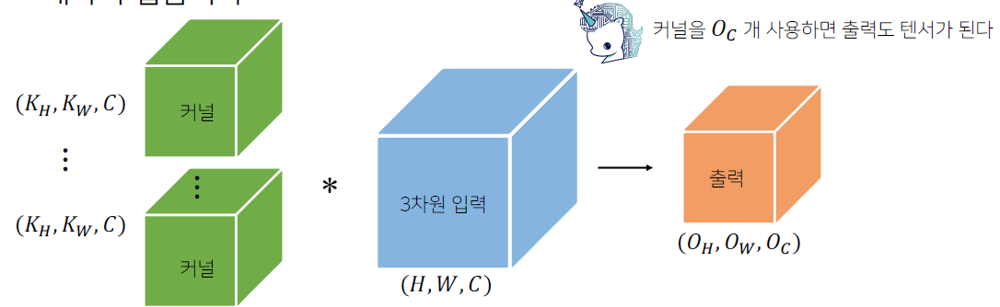 커널을 O_C 개 사용하면 출력도 텐서가 된다
(K_H, K_W, C)
커널
⋮
⋮
(K_H, K_W, C)
커널
*
3차원 입력
(H, W, C)
출력
(O_H, O_W, O_C)